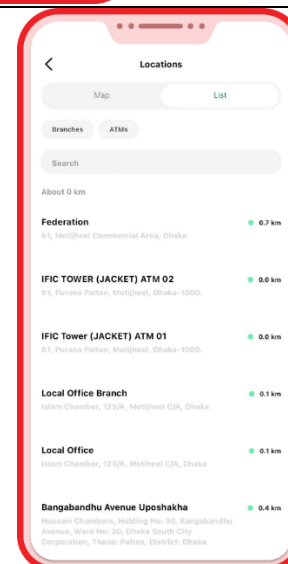 Locations
Map
List
Branches
ATMs
Search
About 0 km
Federation
0.7 km
61, Motijheel Commercial Area, Dhaka.
IFIC TOWER (JACKET) ATM 02
0.0 km
61, Purana Paltan, Motijheel, Dhaka-1000.
IFIC Tower (JACKET) ATM 01
0.0 km
61, Purana Paltan, Motijheel, Dhaka-1000.
Local Office Branch
0.1 km
Islam Chamber, 125/A, Motijheel C/A, Dhaka
Local Office
0.1 km
Islam Chamber, 125/A, Motiheel C/A, Dhaka
Bangabandhu Avenue Uposhakha
0.4 km
Hussain Chambers, Holding No: 20, Bangabandhu
Avenue, Ward No: 20, Dhaka South City
Corporation, Thana: Paltan, District: Dhaka